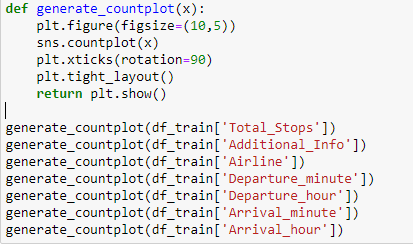 def generate_countplot(x):
    plt.figure(figsize=(10,5))
    sns.countplot(x)
    plt.xticks(rotation=90)
    plt.tight_layout()
    return plt.show()
generate_countplot(df_train['Total_Stops'])
generate_countplot(df_train['Additional_Info'])
generate_countplot(df_train['Airline'])
generate_countplot(df_train['Departure_minute'])
generate_countplot(df_train['Departure_hour'])
generate_countplot(df_train['Arrival_minute'])
generate_countplot(df_train['Arrival_hour'])